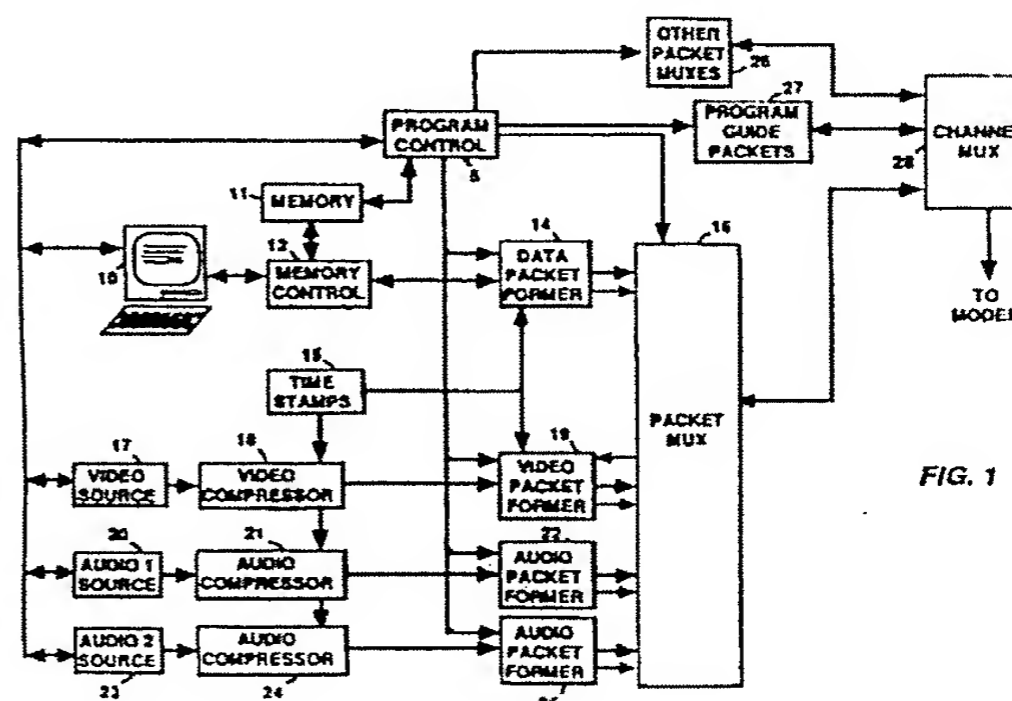 OTHER
PACKET
MUXES
26
27
PROGRAM
GUIDE
PACKETS
CHANNEL
MUX
28
PROGRAM
CONTROL
5
11
MEMORY
12
MEMORY
CONTROL
10
14
DATA
PACKET
FORMER
16
TO
MODEM
15
TIME
STAMPS
PACKET
MUX
17
VIDEO
SOURCE
18
VIDEO
COMPRESSOR
19
VIDEO
PACKET
FORMER
FIG. 1
20
AUDIO 1
SOURCE
21
AUDIO
COMPRESSOR
22
AUDIO
PACKET
FORMER
AUDIO 2
SOURCE
23
AUDIO
COMPRESSOR
24
AUDIO
PACKET
FORMER